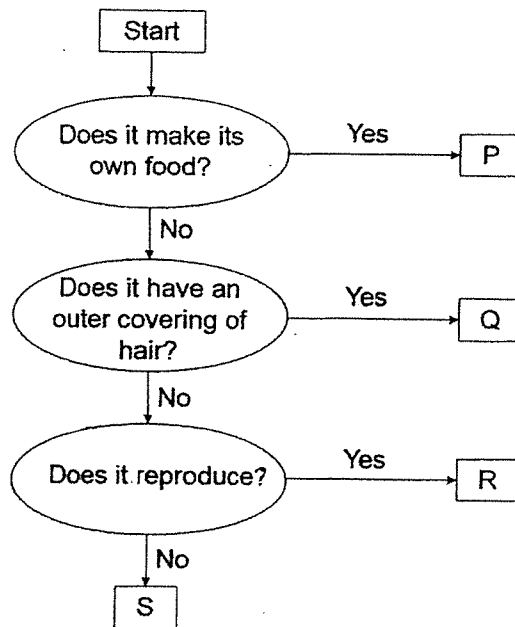 Start
Does it make its
own food?
Yes
P
No
Does it have an
outer covering of
hair?
Yes
Q
No
Does it reproduce?
Yes
R
No
S